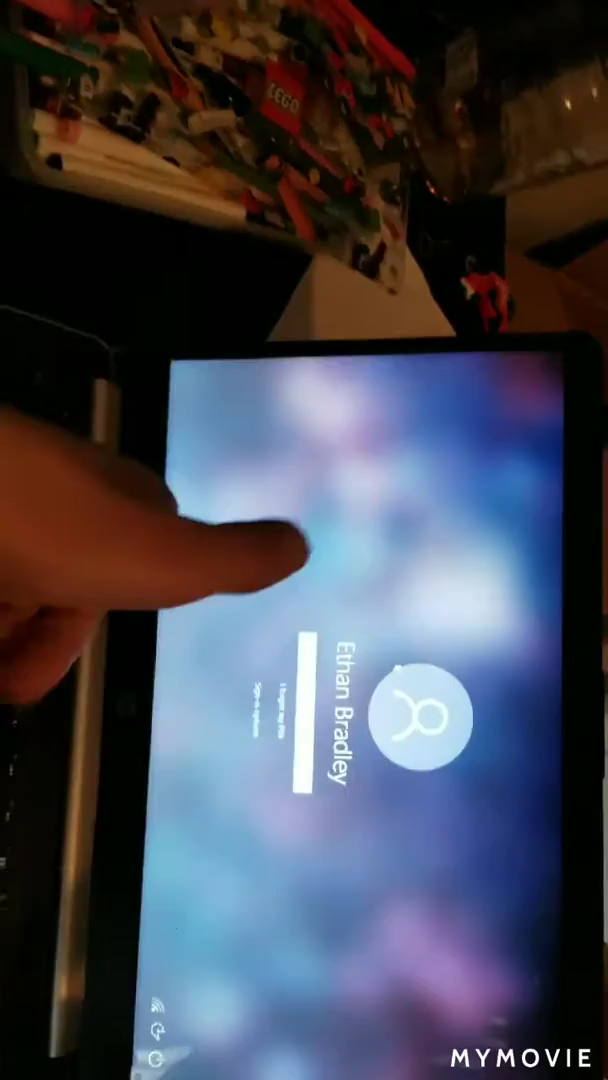 LEGO
Ethan Bradley
I forgot my PIN
Sign-in options
MYMOVIE